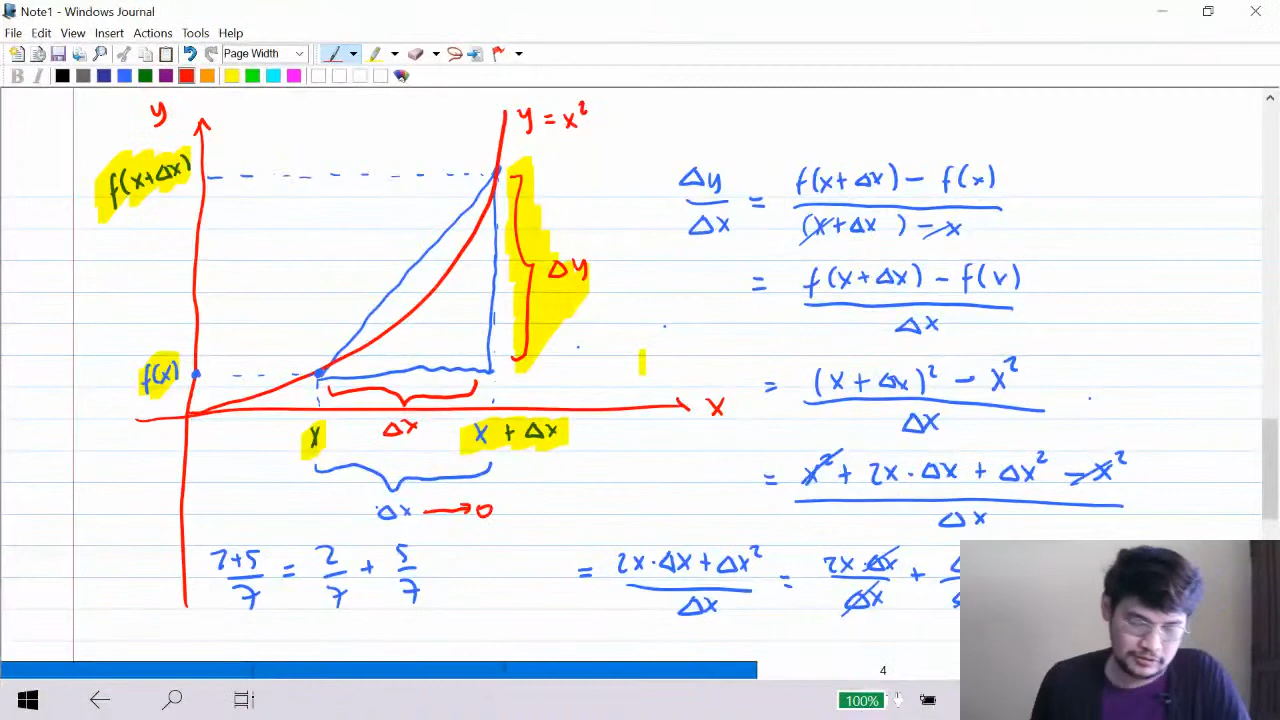 Note1 - Windows Journal
File Edit View Insert Actions Tools Help
Page Width
B I
y
y = x²
f(x+Δx)
Δy
f(x)
x
Δx
x
x + Δx
Δx → 0
Δy/Δx = (f(x+Δx) - f(x))/((x+Δx) - x)
= (f(x+Δx) - f(x))/Δx
= ((x + Δx)² - x²)/Δx
= (x² + 2x·Δx + Δx² - x²)/Δx
(2+5)/7 = 2/7 + 5/7
= (2x·Δx + Δx²)/Δx = (2x·Δx)/Δx +
4
100%